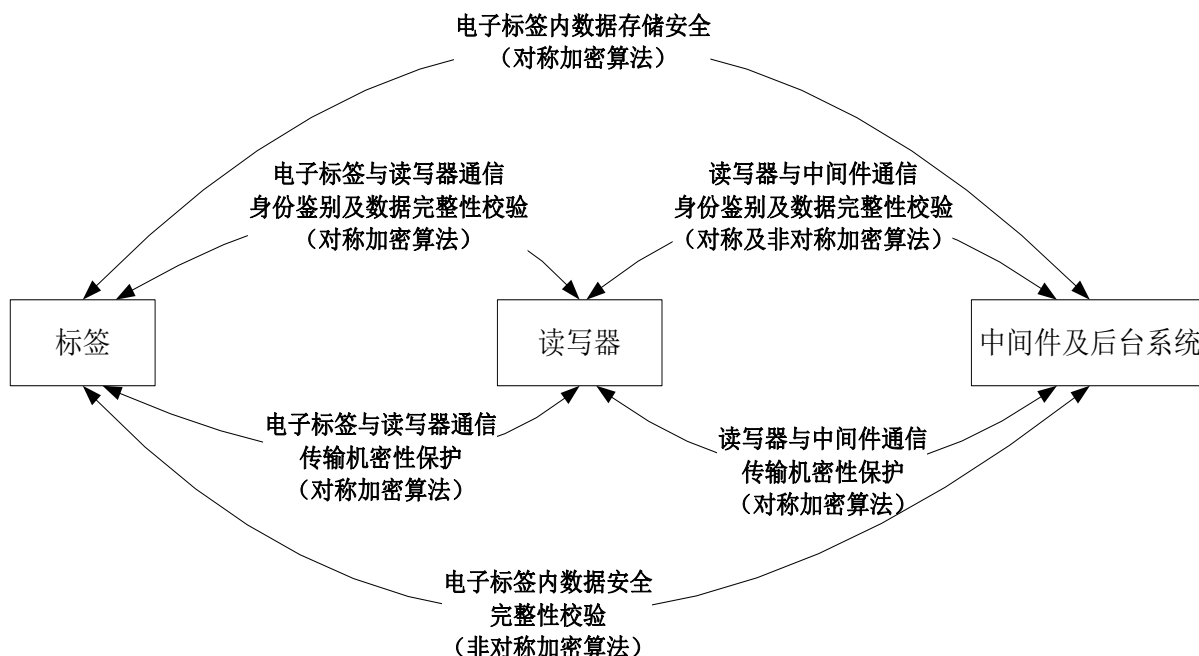 电子标签内数据存储安全
（对称加密算法）
电子标签与读写器通信
身份鉴别及数据完整性校验
（对称加密算法）
读写器与中间件通信
身份鉴别及数据完整性校验
（对称及非对称加密算法）
标签
读写器
中间件及后台系统
电子标签与读写器通信
传输机密性保护
（对称加密算法）
读写器与中间件通信
传输机密性保护
（对称加密算法）
电子标签内数据安全
完整性校验
（非对称加密算法）